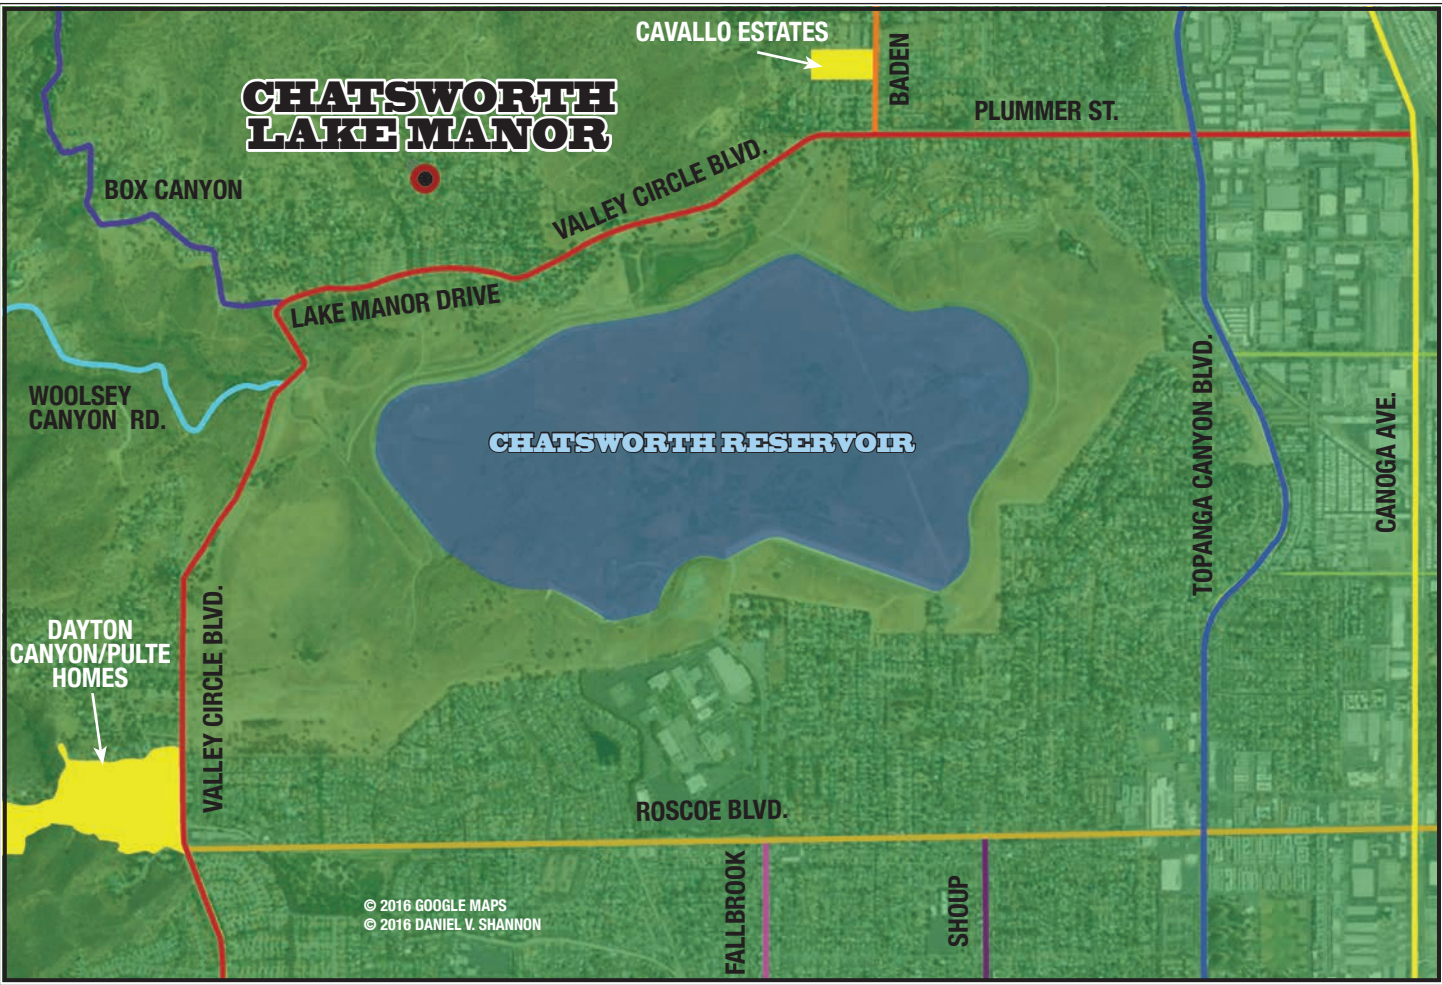 CAVALLO ESTATES
BADEN
CHATSWORTH
LAKE MANOR
PLUMMER ST.
BOX CANYON
VALLEY CIRCLE BLVD.
LAKE MANOR DRIVE
WOOLSEY
CANYON RD.
CHATSWORTH RESERVOIR
TOPANGA CANYON BLVD.
CANOGA AVE.
DAYTON
CANYON/PULTE
HOMES
VALLEY CIRCLE BLVD.
ROSCOE BLVD.
FALLBROOK
SHOUP
© 2016 GOOGLE MAPS
© 2016 DANIEL V. SHANNON